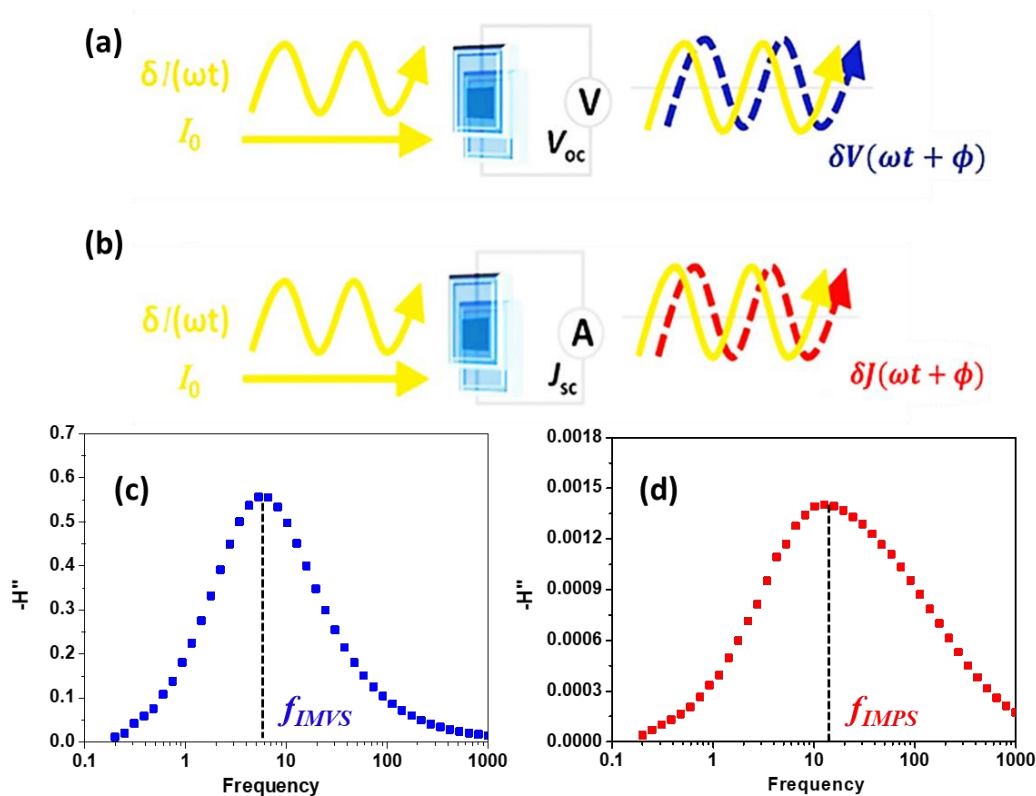 (a)
δI(ωt)
I0
V
Voc
δV(ωt + ϕ)
(b)
δI(ωt)
I0
A
Jsc
δJ(ωt + ϕ)
(c)
-H"
0.7
0.6
0.5
0.4
0.3
0.2
0.1
0.0
0.1
1
10
100
1000
Frequency
fIMVS
(d)
-H"
0.0018
0.0015
0.0012
0.0009
0.0006
0.0003
0.0000
0.1
1
10
100
1000
Frequency
fIMPS